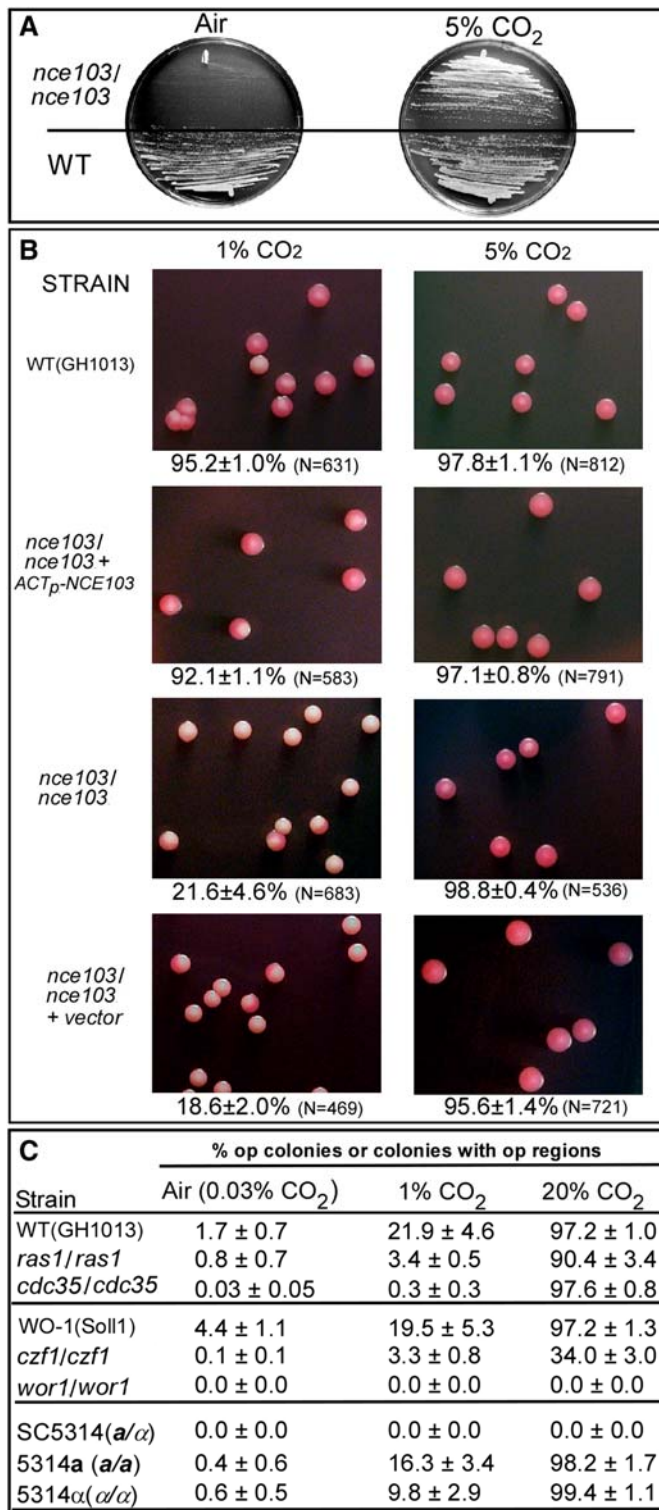 A
Air
5% CO2
nce103/
nce103
WT
B
1% CO2
5% CO2
STRAIN
WT(GH1013)
95.2±1.0% (N=631)
97.8±1.1% (N=812)
nce103/
nce103 +
ACTp-NCE103
92.1±1.1% (N=583)
97.1±0.8% (N=791)
nce103/
nce103
21.6±4.6% (N=683)
98.8±0.4% (N=536)
nce103/
nce103
+ vector
18.6±2.0% (N=469)
95.6±1.4% (N=721)
C
% op colonies or colonies with op regions
Strain Air (0.03% CO2) 1% CO2 20% CO2
WT(GH1013) 1.7 ± 0.7 21.9 ± 4.6 97.2 ± 1.0
ras1/ras1 0.8 ± 0.7 3.4 ± 0.5 90.4 ± 3.4
cdc35/cdc35 0.03 ± 0.05 0.3 ± 0.3 97.6 ± 0.8
WO-1(Soll1) 4.4 ± 1.1 19.5 ± 5.3 97.2 ± 1.3
czf1/czf1 0.1 ± 0.1 3.3 ± 0.8 34.0 ± 3.0
wor1/wor1 0.0 ± 0.0 0.0 ± 0.0 0.0 ± 0.0
SC5314(a/α) 0.0 ± 0.0 0.0 ± 0.0 0.0 ± 0.0
5314a (a/a) 0.4 ± 0.6 16.3 ± 3.4 98.2 ± 1.7
5314α(α/α) 0.6 ± 0.5 9.8 ± 2.9 99.4 ± 1.1